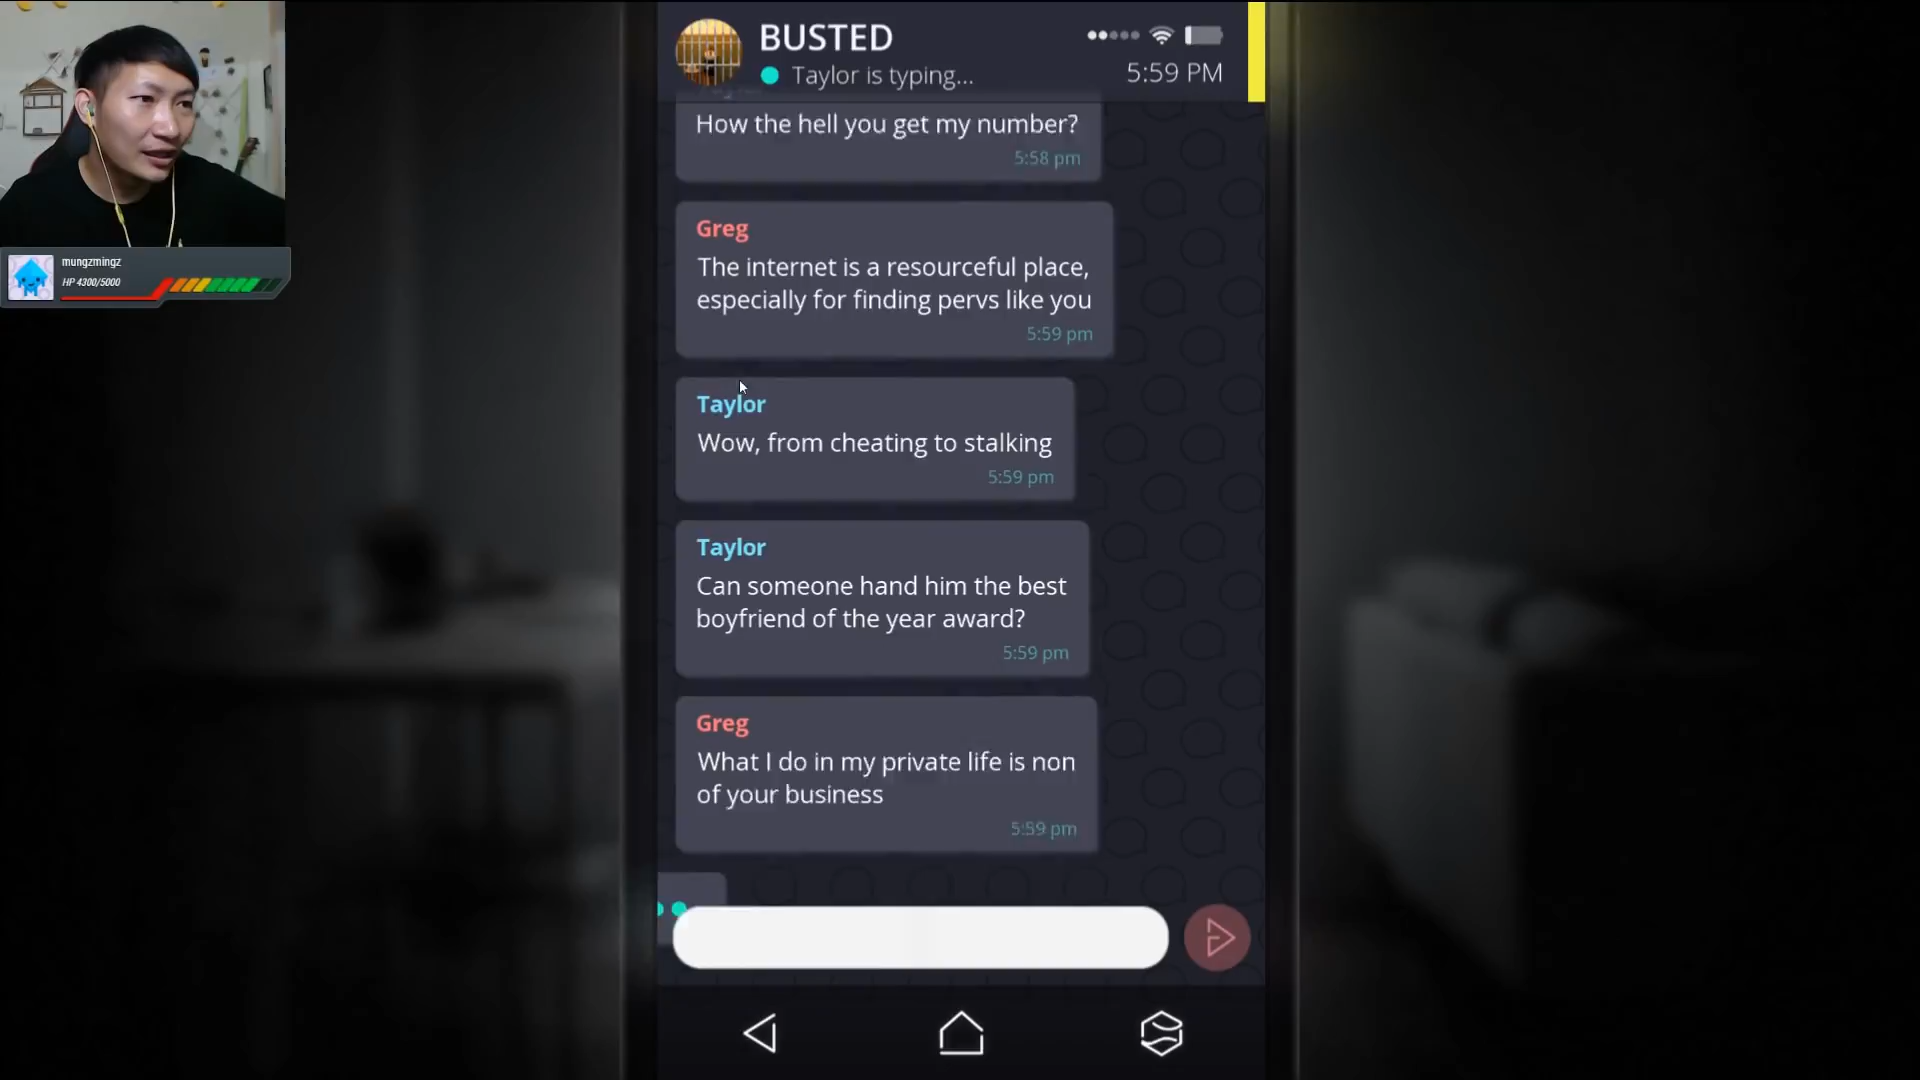 BUSTED
Taylor is typing...
5:59 PM
mungzmingz
HP 4300/5000
How the hell you get my number?
5:58 pm
Greg
The internet is a resourceful place,
especially for finding pervs like you
5:59 pm
Taylor
Wow, from cheating to stalking
5:59 pm
Taylor
Can someone hand him the best
boyfriend of the year award?
5:59 pm
Greg
What I do in my private life is non
of your business
5:59 pm